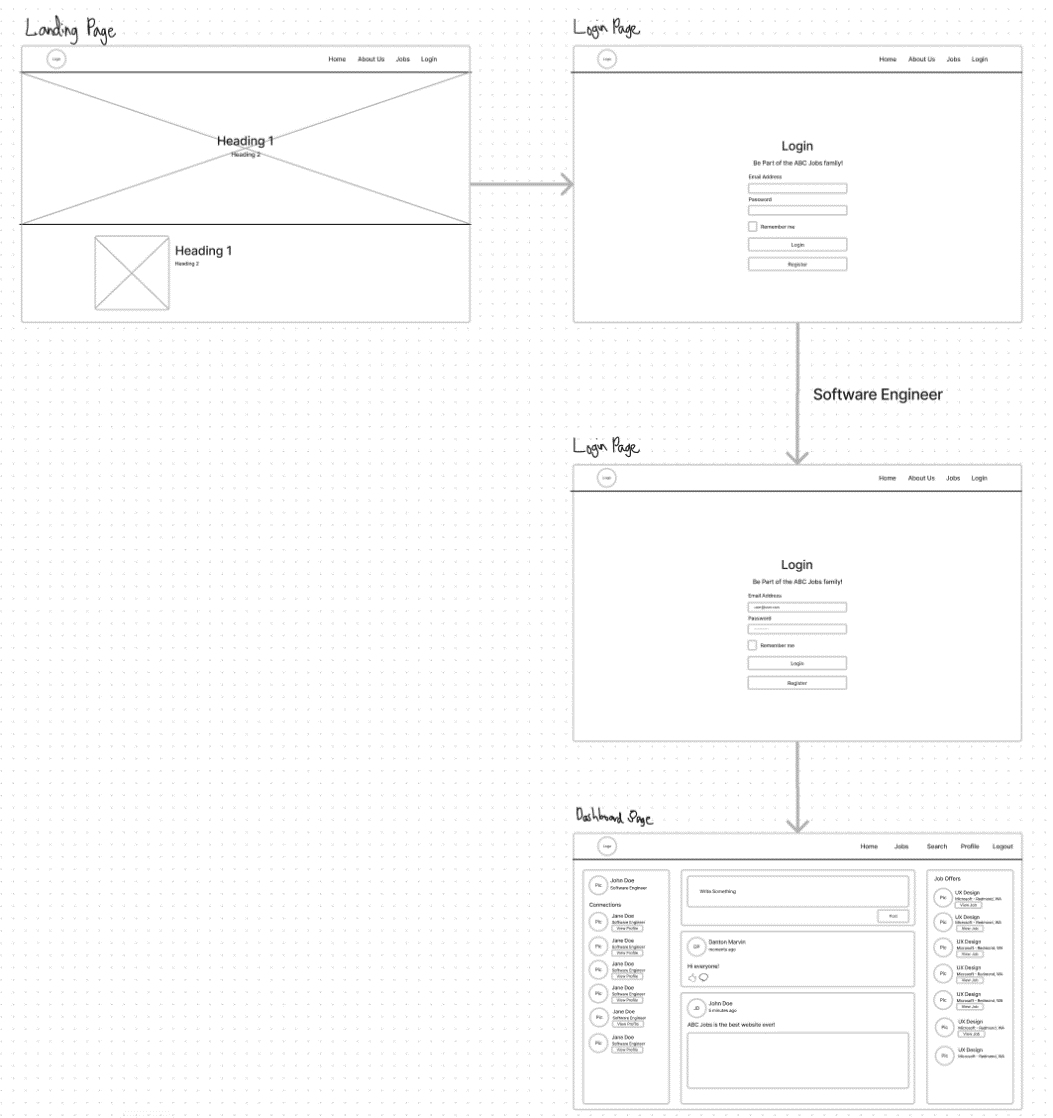 Landing Page
Logo
Home About Us Jobs Login
Heading 1
Heading 2
Heading 1
Heading 2
Login Page
Logo
Home About Us Jobs Login
Login
Be Part of the ABC Jobs family!
Email Address
Password
Remember me
Login
Register
Software Engineer
Login Page
Logo
Home About Us Jobs Login
Login
Be Part of the ABC Jobs family!
Email Address
Password
Remember me
Login
Register
Dashboard Page
Logo
Home Jobs Search Profile Logout
Pic
John Doe
Software Engineer
Connections
Pic
Jane Doe
Software Engineer
View Profile
Pic
Jane Doe
Software Engineer
View Profile
Pic
Jane Doe
Software Engineer
View Profile
Pic
Jane Doe
Software Engineer
View Profile
Pic
Jane Doe
Software Engineer
View Profile
Pic
Jane Doe
Software Engineer
View Profile
Write Something
Post
DP
Danton Marvin
moments ago
Hi everyone!
JD
John Doe
5 minutes ago
ABC Jobs is the best website ever!
Job Offers
Pic
UX Design
Microsoft - Redmond, WA
View Job
Pic
UX Design
Microsoft - Redmond, WA
View Job
Pic
UX Design
Microsoft - Redmond, WA
View Job
Pic
UX Design
Microsoft - Redmond, WA
View Job
Pic
UX Design
Microsoft - Redmond, WA
View Job
Pic
UX Design
Microsoft - Redmond, WA
View Job
Pic
UX Design
Microsoft - Redmond, WA